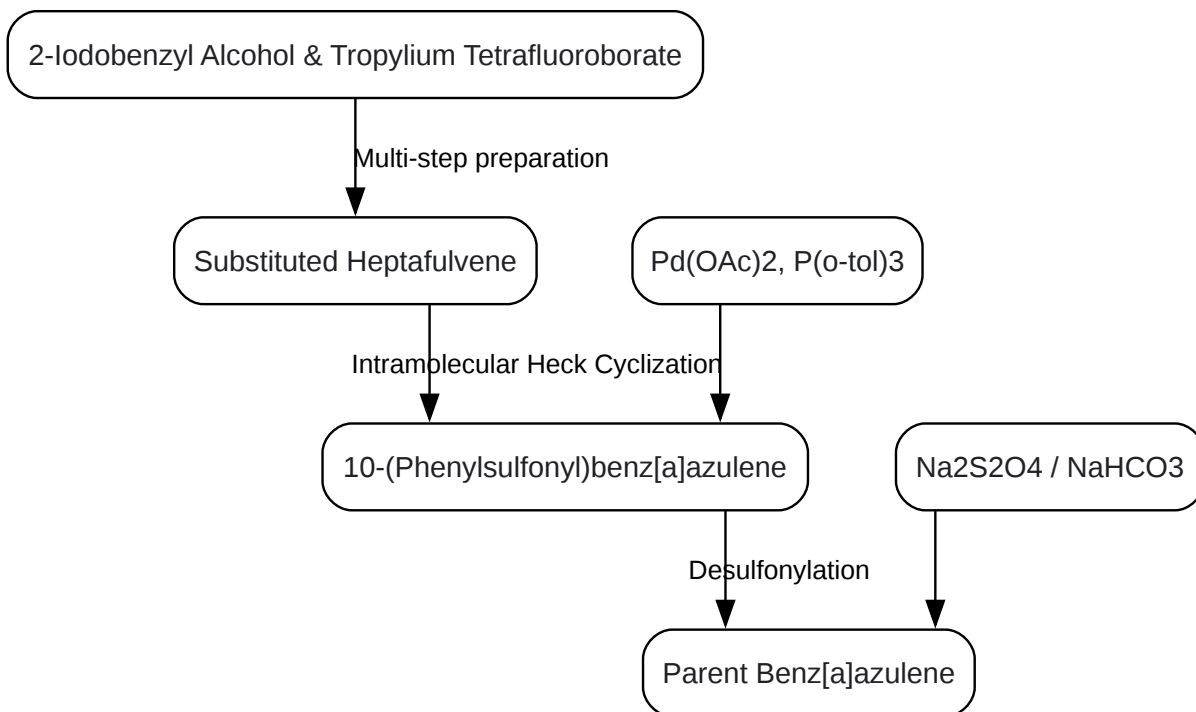 2-Iodobenzyl Alcohol & Tropylium Tetrafluoroborate
Multi-step preparation
Substituted Heptafulvene
Pd(OAc)2, P(o-tol)3
Intramolecular Heck Cyclization
10-(Phenylsulfonyl)benz[a]azulene
Na2S2O4 / NaHCO3
Desulfonylation
Parent Benz[a]azulene